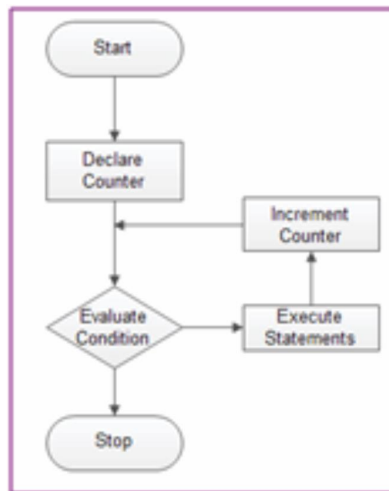 Start
Declare
Counter
Increment
Counter
Evaluate
Condition
Execute
Statements
Stop